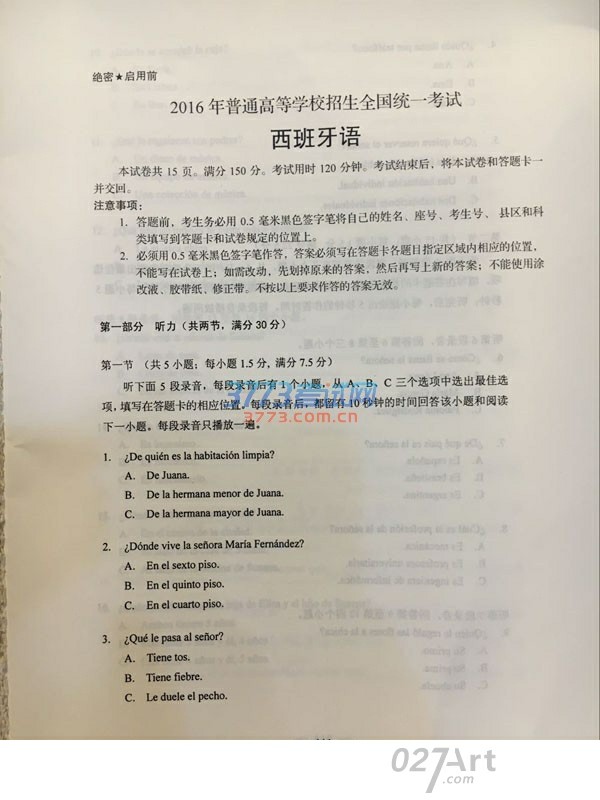 绝密★启用前
2016 年普通高等学校招生全国统一考试
西班牙语
本试卷共 15 页。满分 150 分。考试用时 120 分钟。考试结束后，将本试卷和答题卡一
并交回。
注意事项：
1. 答题前，考生务必用 0.5 毫米黑色签字笔将自己的姓名、座号、考生号、县区和科
类填写到答题卡和试卷规定的位置上。
2. 必须用 0.5 毫米黑色签字笔作答，答案必须写在答题卡各题目指定区域内相应的位置，
不能写在试卷上；如需改动，先划掉原来的答案，然后再写上新的答案；不能使用涂
改液、胶带纸、修正带。不按以上要求作答的答案无效。
第一部分 听力（共两节，满分 30 分）
第一节 （共 5 小题；每小题 1.5 分, 满分 7.5 分）
听下面 5 段录音，每段录音后有 1 个小题，从 A、B、C 三个选项中选出最佳选
项，填写在答题卡的相应位置。每段录音后，都留有 10 秒钟的时间回答该小题和阅读
下一小题。每段录音只播放一遍。
3773考试网
3773.com.cn
1. ¿De quién es la habitación limpia?
A. De Juana.
B. De la hermana menor de Juana.
C. De la hermana mayor de Juana.
2. ¿Dónde vive la señora María Fernández?
A. En el sexto piso.
B. En el quinto piso.
C. En el cuarto piso.
3. ¿Qué le pasa al señor?
A. Tiene tos.
B. Tiene fiebre.
C. Le duele el pecho.
027Art
.com